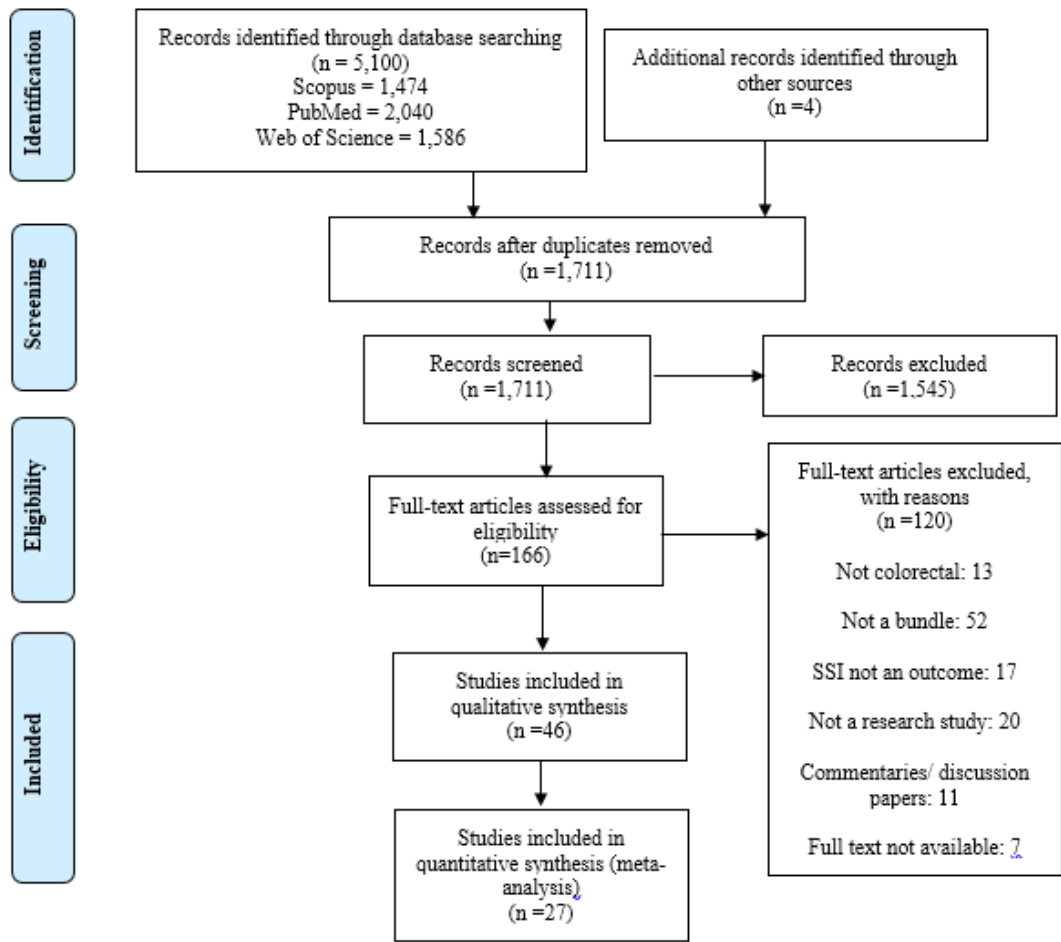 Identification
Records identified through database searching
(n = 5,100)
Scopus = 1,474
PubMed = 2,040
Web of Science = 1,586
Additional records identified through
other sources
(n =4)
Screening
Records after duplicates removed
(n =1,711)
Records screened
(n =1,711)
Records excluded
(n =1,545)
Eligibility
Full-text articles assessed for
eligibility
(n=166)
Full-text articles excluded,
with reasons
(n =120)
Not colorectal: 13
Not a bundle: 52
SSI not an outcome: 17
Not a research study: 20
Commentaries/ discussion
papers: 11
Full text not available: 7
Included
Studies included in
qualitative synthesis
(n =46)
Studies included in
quantitative synthesis (meta-
analysis)
(n =27)